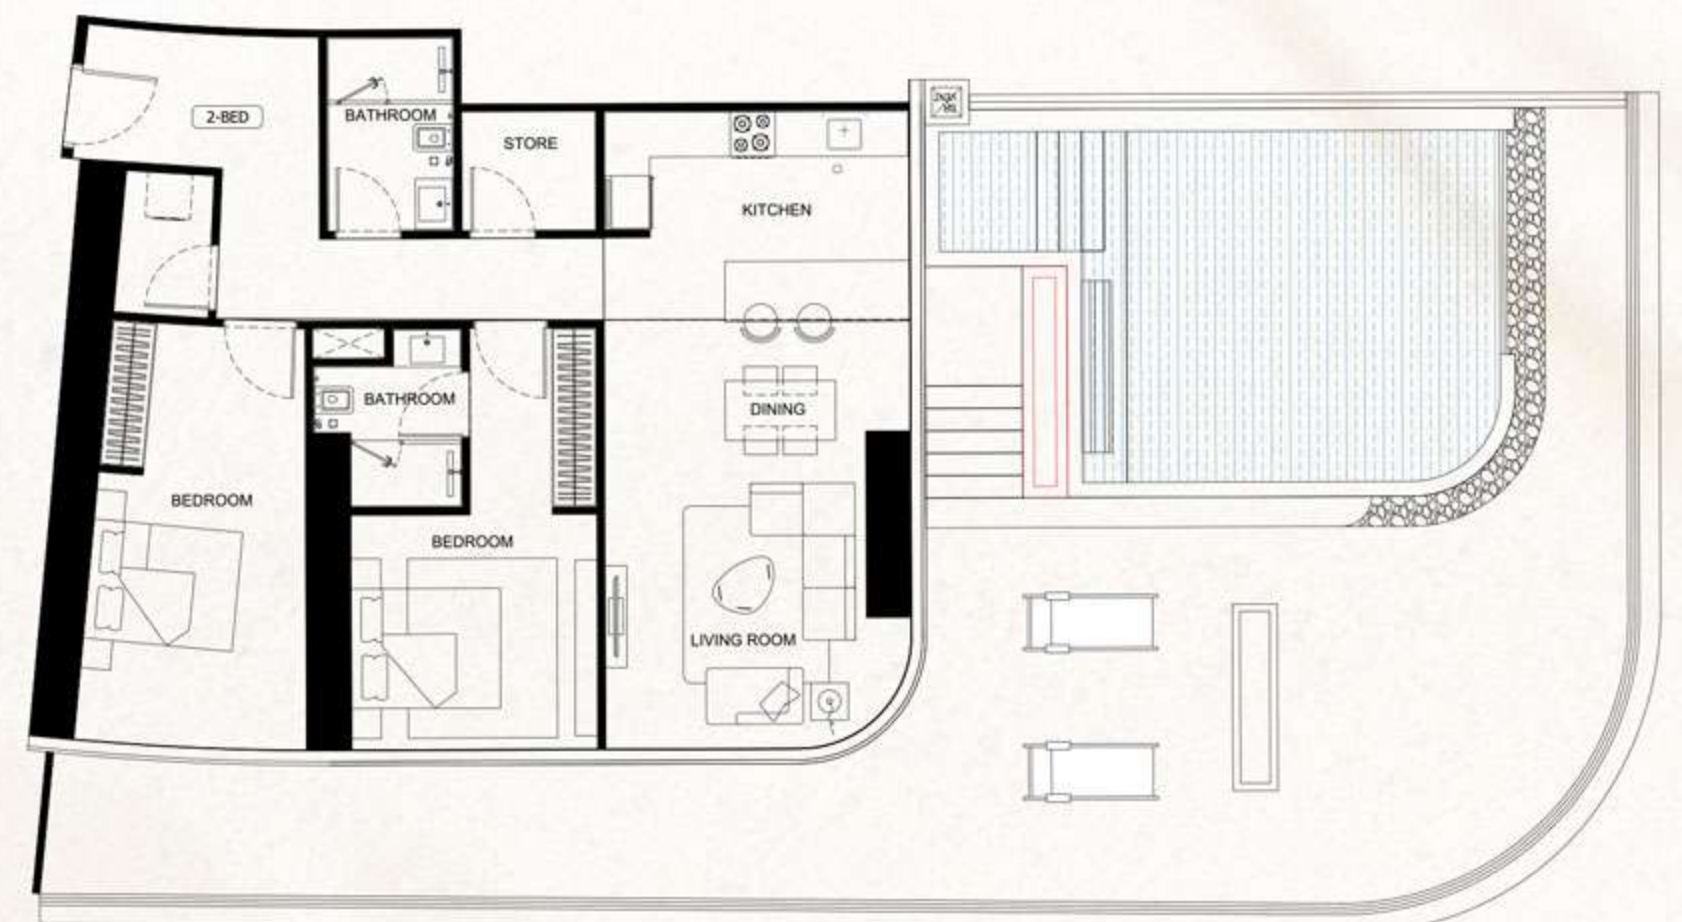 2-BED
BATHROOM
STORE
KITCHEN
BATHROOM
DINING
BEDROOM
BEDROOM
LIVING ROOM